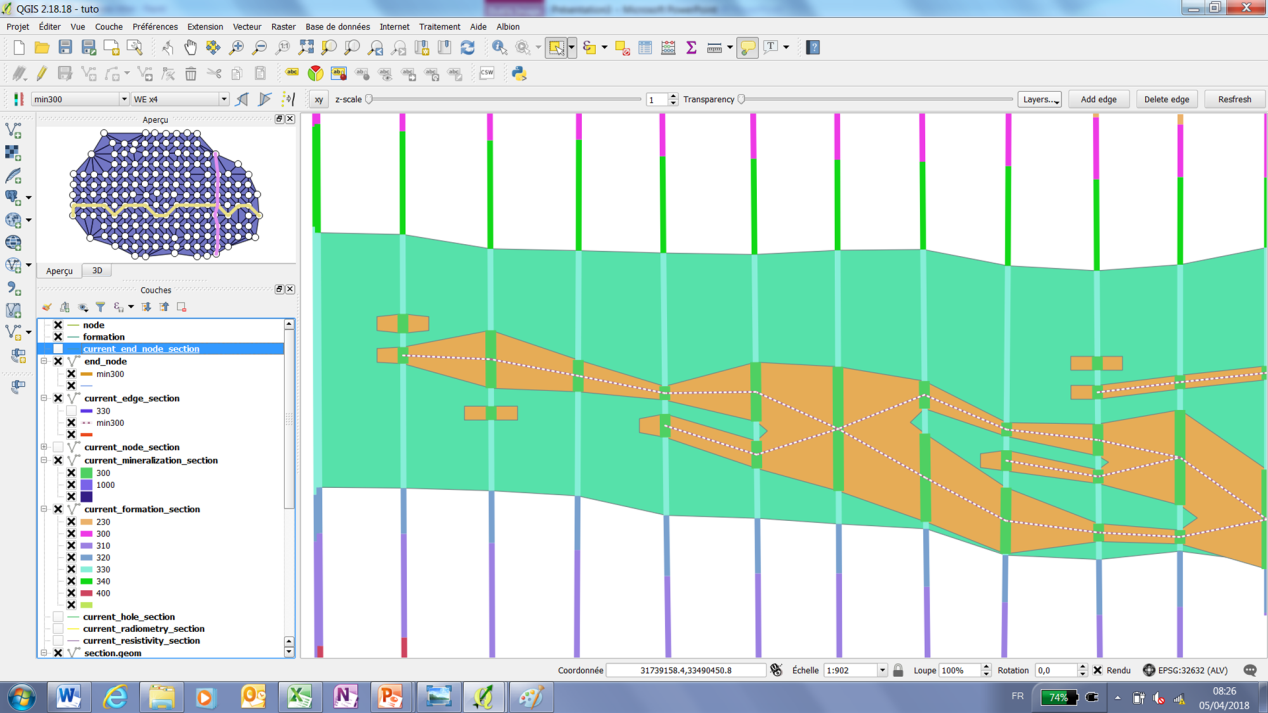 QGIS 2.18.18 - tuto
Projet Éditer Vue Couche Préférences Extension Vecteur Raster Base de données Internet Traitement Aide Albion
min300 WE x4 xy z-scale 1 Transparency Layers... Add edge Delete edge Resfresh
Aperçu
Aperçu 3D
Couches
node
formation
current_end_node_section
end_node
min300
current_edge_section
330
min300
current_node_section
current_mineralization_section
300
1000
current_formation_section
230
300
310
320
330
340
400
current_hole_section
current_radiometry_section
current_resistivity_section
section.geom
Coordonnée 31739158.4,33490450.8 Échelle 1:902 Loupe 100% Rotation 0,0 Rendu EPSG:32632 (ALV)
FR 74% 08:26
05/04/2018